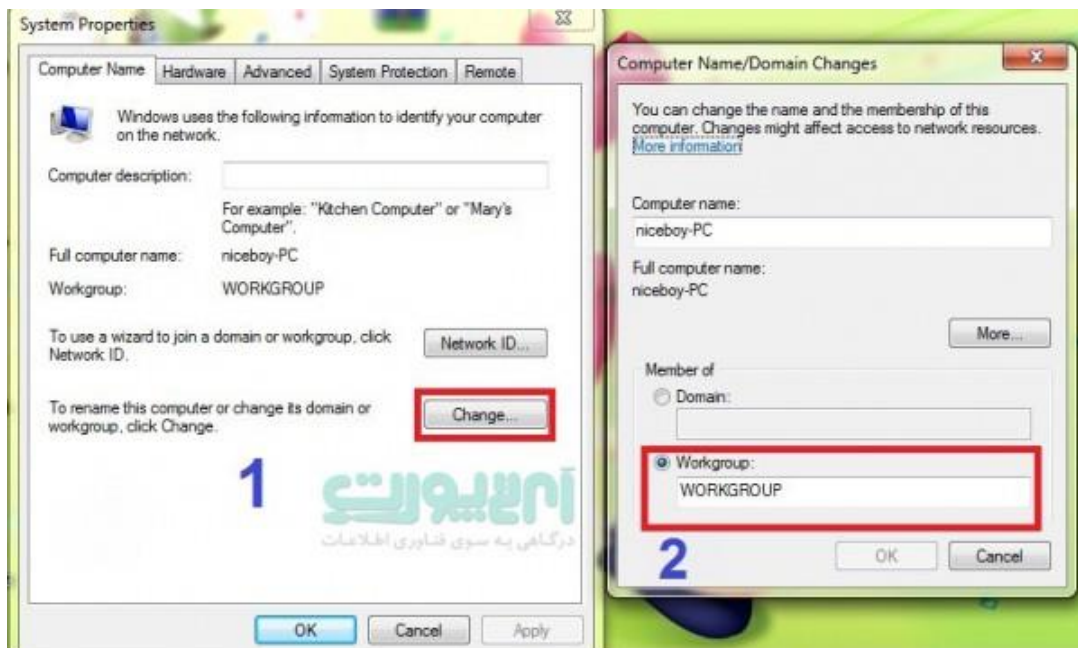 System Properties
Computer Name
Hardware
Advanced
System Protection
Remote
Windows uses the following information to identify your computer
on the network.
Computer description:
For example: "Kitchen Computer" or "Mary's
Computer".
Full computer name:
niceboy-PC
Workgroup:
WORKGROUP
To use a wizard to join a domain or workgroup, click
Network ID.
Network ID...
To rename this computer or change its domain or
workgroup, click Change.
Change...
1
درگاهی به سوی فناوری اطلاعات
OK
Cancel
Apply
Computer Name/Domain Changes
You can change the name and the membership of this
computer. Changes might affect access to network resources.
More information
Computer name:
niceboy-PC
Full computer name:
niceboy-PC
More...
Member of
Domain:
Workgroup:
WORKGROUP
2
OK
Cancel